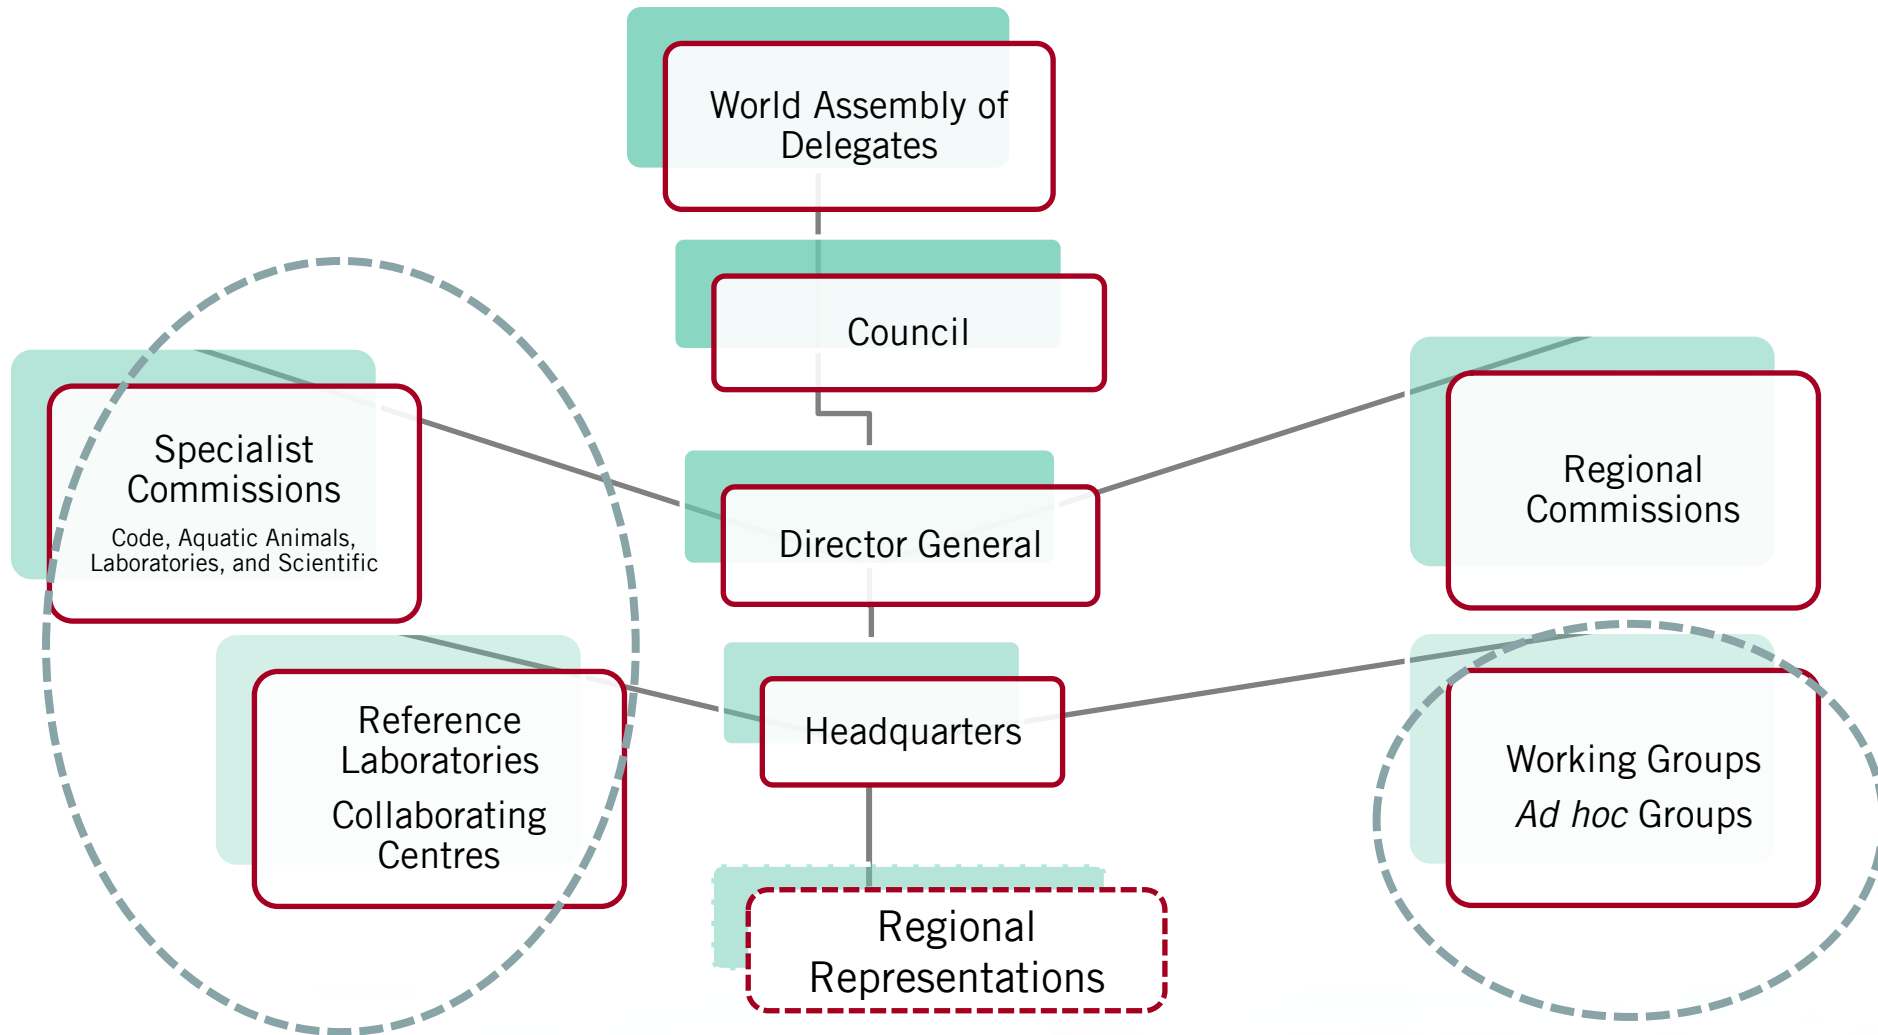 World Assembly of
Delegates
Council
Specialist
Commissions
Code, Aquatic Animals,
Laboratories, and Scientific
Director General
Regional
Commissions
Reference
Laboratories
Collaborating
Centres
Headquarters
Working Groups
Ad hoc Groups
Regional
Representations